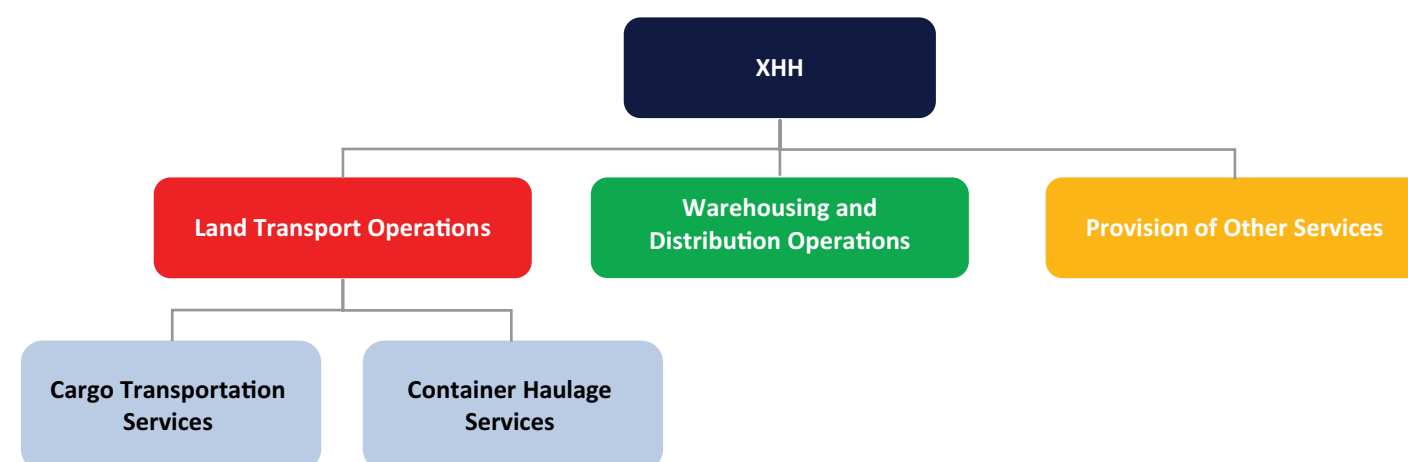 XHH
Land Transport Operations
Warehousing and
Distribution Operations
Provision of Other Services
Cargo Transportation
Services
Container Haulage
Services